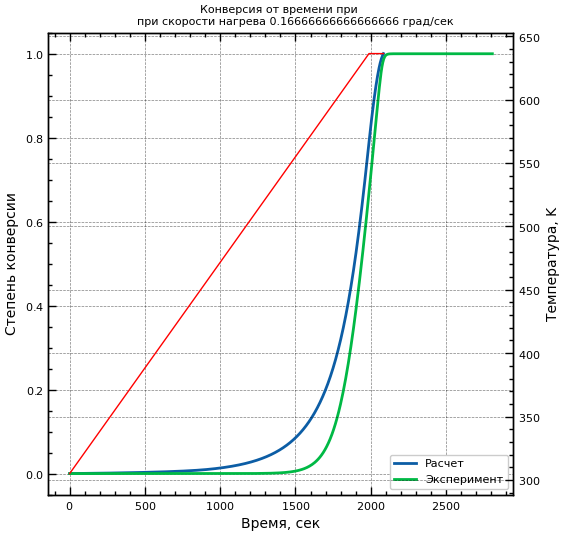 Конверсия от времени при
при скорости нагрева 0.16666666666666666 град/сек
Степень конверсии
1.0
0.8
0.6
0.4
0.2
0.0
650
600
550
500
450
400
350
300
Температура, K
Расчет
Эксперимент
0 500 1000 1500 2000 2500
Время, сек